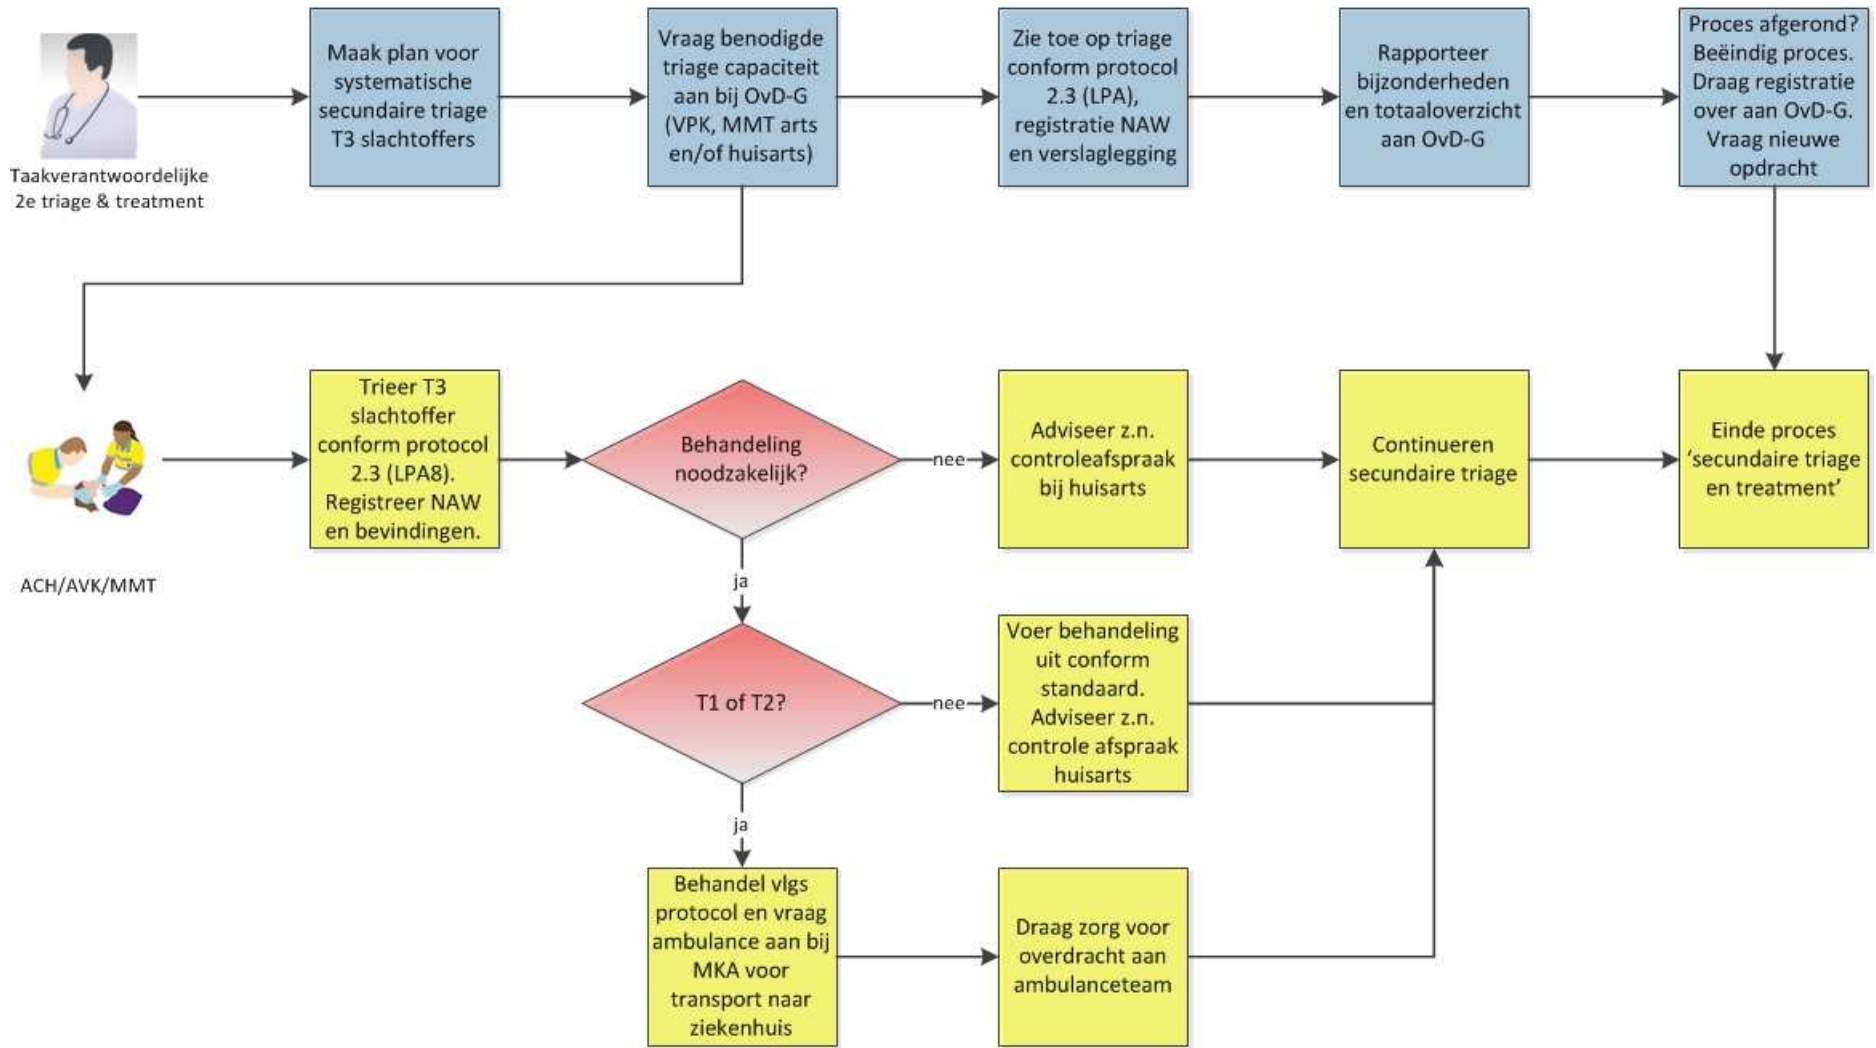 Taakverantwoordelijke
2e triage & treatment
Maak plan voor
systematische
secundaire triage
T3 slachtoffers
Vraag benodigde
triage capaciteit
aan bij OvD-G
(VPK, MMT arts
en/of huisarts)
Zie toe op triage
conform protocol
2.3 (LPA),
registratie NAW
en verslaglegging
Rapporteer
bijzonderheden
en totaaloverzicht
aan OvD-G
Proces afgerond?
Beëindig proces.
Draag registratie
over aan OvD-G.
Vraag nieuwe
opdracht
ACH/AVK/MMT
Trieer T3
slachtoffer
conform protocol
2.3 (LPA8).
Registreer NAW
en bevindingen.
Behandeling
noodzakelijk?
nee
Adviseer z.n.
controleafspraak
bij huisarts
Continueren
secundaire triage
Einde proces
‘secundaire triage
en treatment’
ja
T1 of T2?
nee
Voer behandeling
uit conform
standaard.
Adviseer z.n.
controle afspraak
huisarts
ja
Behandel vlgs
protocol en vraag
ambulance aan bij
MKA voor
transport naar
ziekenhuis
Draag zorg voor
overdracht aan
ambulanceteam